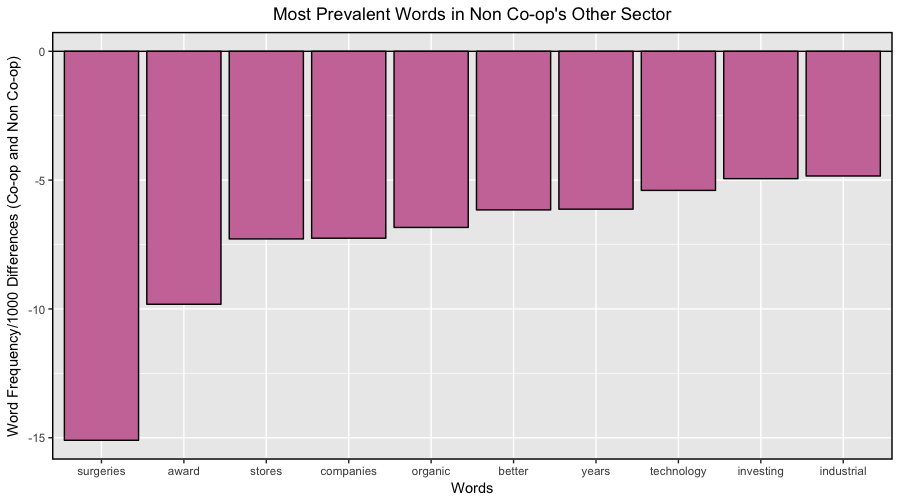 Most Prevalent Words in Non Co-op's Other Sector
Word Frequency/1000 Differences (Co-op and Non Co-op)
0
-5
-10
-15
surgeries award stores companies organic better years technology investing industrial
Words